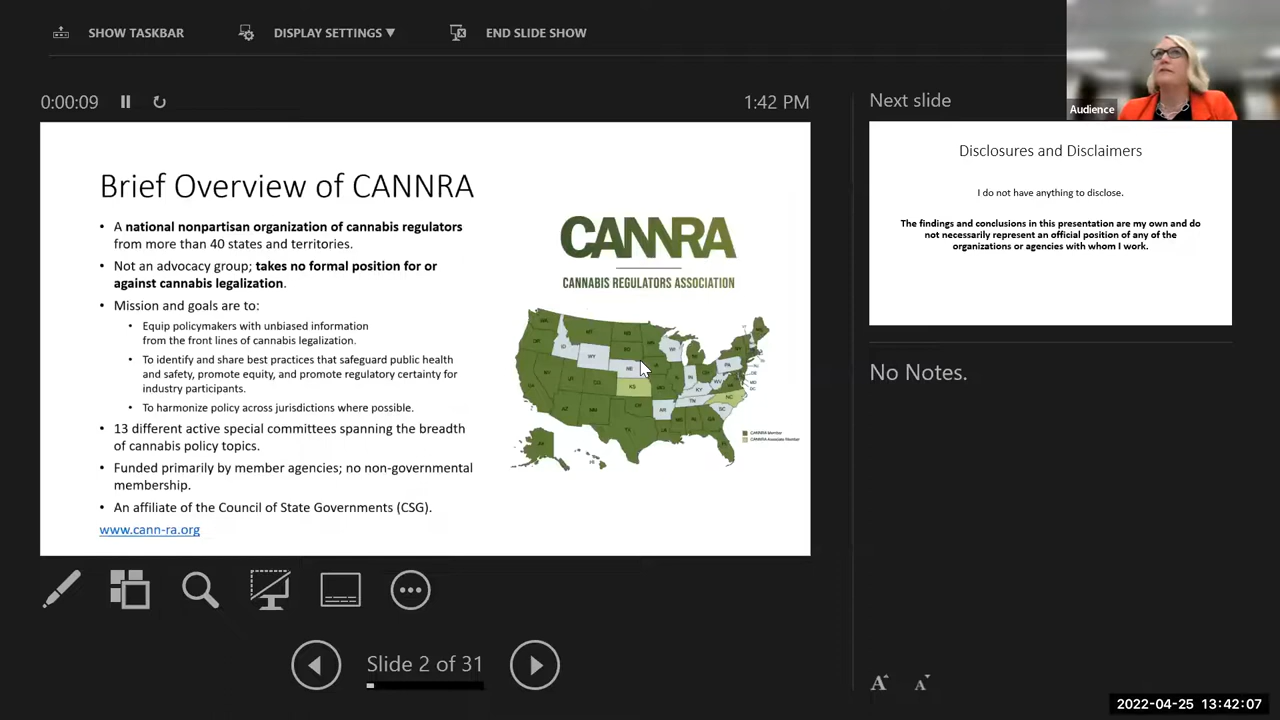 SHOW TASKBAR
DISPLAY SETTINGS ▼
END SLIDE SHOW
Audience
0:00:09
1:42 PM
Next slide
Brief Overview of CANNRA
• A national nonpartisan organization of cannabis regulators
from more than 40 states and territories.
• Not an advocacy group; takes no formal position for or
against cannabis legalization.
• Mission and goals are to:
• Equip policymakers with unbiased information
from the front lines of cannabis legalization.
• To identify and share best practices that safeguard public health
and safety, promote equity, and promote regulatory certainty for
industry participants.
• To harmonize policy across jurisdictions where possible.
• 13 different active special committees spanning the breadth
of cannabis policy topics.
• Funded primarily by member agencies; no non-governmental
membership.
• An affiliate of the Council of State Governments (CSG).
www.cann-ra.org
CANNRA
CANNABIS REGULATORS ASSOCIATION
CANNRA Member
CANNRA Associate Member
Disclosures and Disclaimers
I do not have anything to disclose.
The findings and conclusions in this presentation are my own and do
not necessarily represent an official position of any of the
organizations or agencies with whom I work.
No Notes.
Slide 2 of 31
A A
2022-04-25 13:42:07